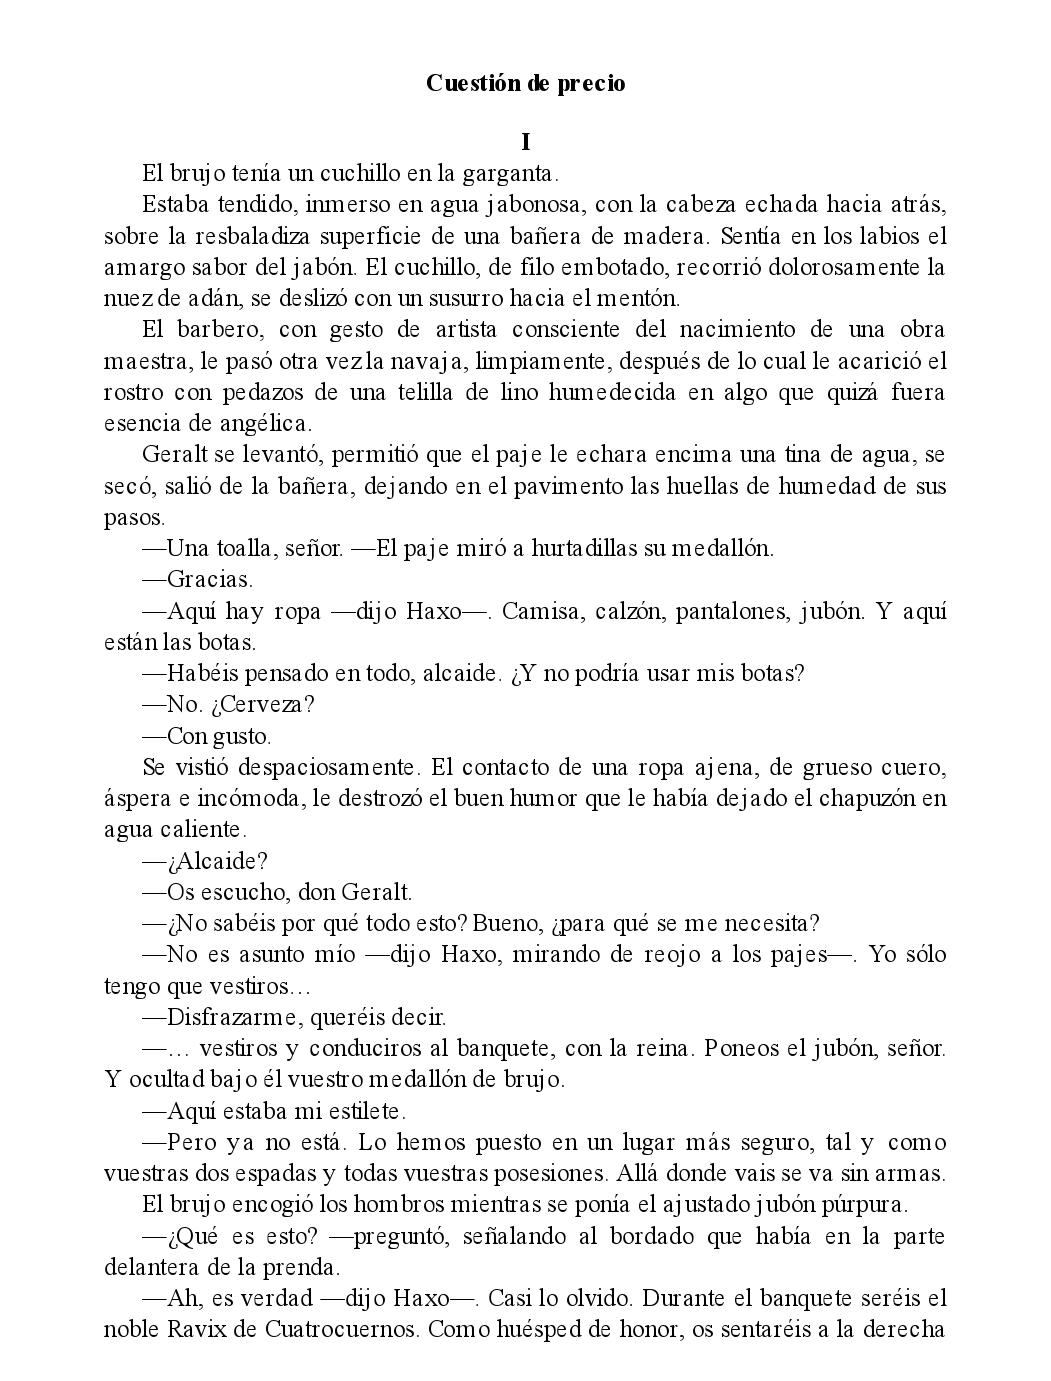 Cuestión de precio
I
El brujo tenía un cuchillo en la garganta.
Estaba tendido, inmerso en agua jabonosa, con la cabeza echada hacia atrás,
sobre la resbaladiza superficie de una bañera de madera. Sentía en los labios el
amargo sabor del jabón. El cuchillo, de filo embotado, recorrió dolorosamente la
nuez de adán, se deslizó con un susurro hacia el mentón.
El barbero, con gesto de artista consciente del nacimiento de una obra
maestra, le pasó otra vez la navaja, limpiamente, después de lo cual le acarició el
rostro con pedazos de una telilla de lino humedecida en algo que quizá fuera
esencia de angélica.
Geralt se levantó, permitió que el paje le echara encima una tina de agua, se
secó, salió de la bañera, dejando en el pavimento las huellas de humedad de sus
pasos.
—Una toalla, señor. —El paje miró a hurtadillas su medallón.
—Gracias.
—Aquí hay ropa —dijo Haxo—. Camisa, calzón, pantalones, jubón. Y aquí
están las botas.
—Habéis pensado en todo, alcaide. ¿Y no podría usar mis botas?
—No. ¿Cerveza?
—Con gusto.
Se vistió despaciosamente. El contacto de una ropa ajena, de grueso cuero,
áspera e incómoda, le destrozó el buen humor que le había dejado el chapuzón en
agua caliente.
—¿Alcaide?
—Os escucho, don Geralt.
—¿No sabéis por qué todo esto? Bueno, ¿para qué se me necesita?
—No es asunto mío —dijo Haxo, mirando de reojo a los pajes—. Yo sólo
tengo que vestiros…
—Disfrazarme, queréis decir.
—… vestiros y conduciros al banquete, con la reina. Poneos el jubón, señor.
Y ocultad bajo él vuestro medallón de brujo.
—Aquí estaba mi estilete.
—Pero ya no está. Lo hemos puesto en un lugar más seguro, tal y como
vuestras dos espadas y todas vuestras posesiones. Allá donde vais se va sin armas.
El brujo encogió los hombros mientras se ponía el ajustado jubón púrpura.
—¿Qué es esto? —preguntó, señalando al bordado que había en la parte
delantera de la prenda.
—Ah, es verdad —dijo Haxo—. Casi lo olvido. Durante el banquete seréis el
noble Ravix de Cuatrocuernos. Como huésped de honor, os sentaréis a la derecha